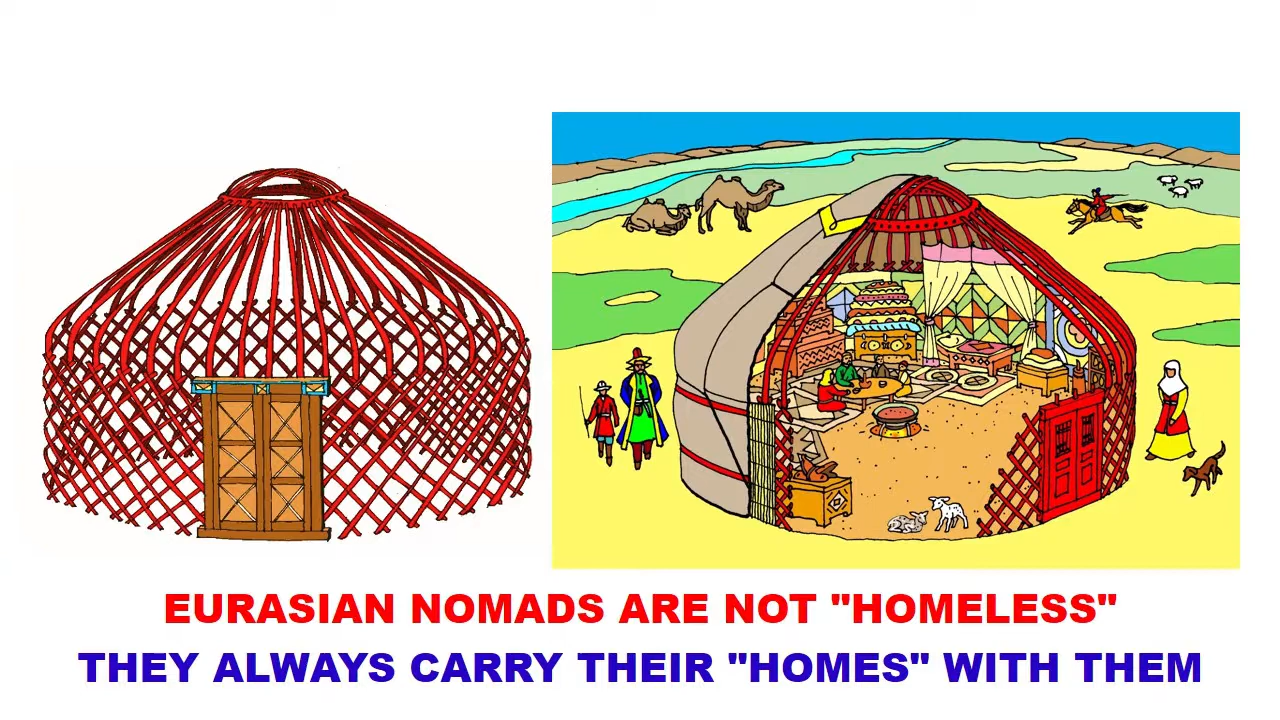 EURASIAN NOMADS ARE NOT "HOMELESS"
THEY ALWAYS CARRY THEIR "HOMES" WITH THEM